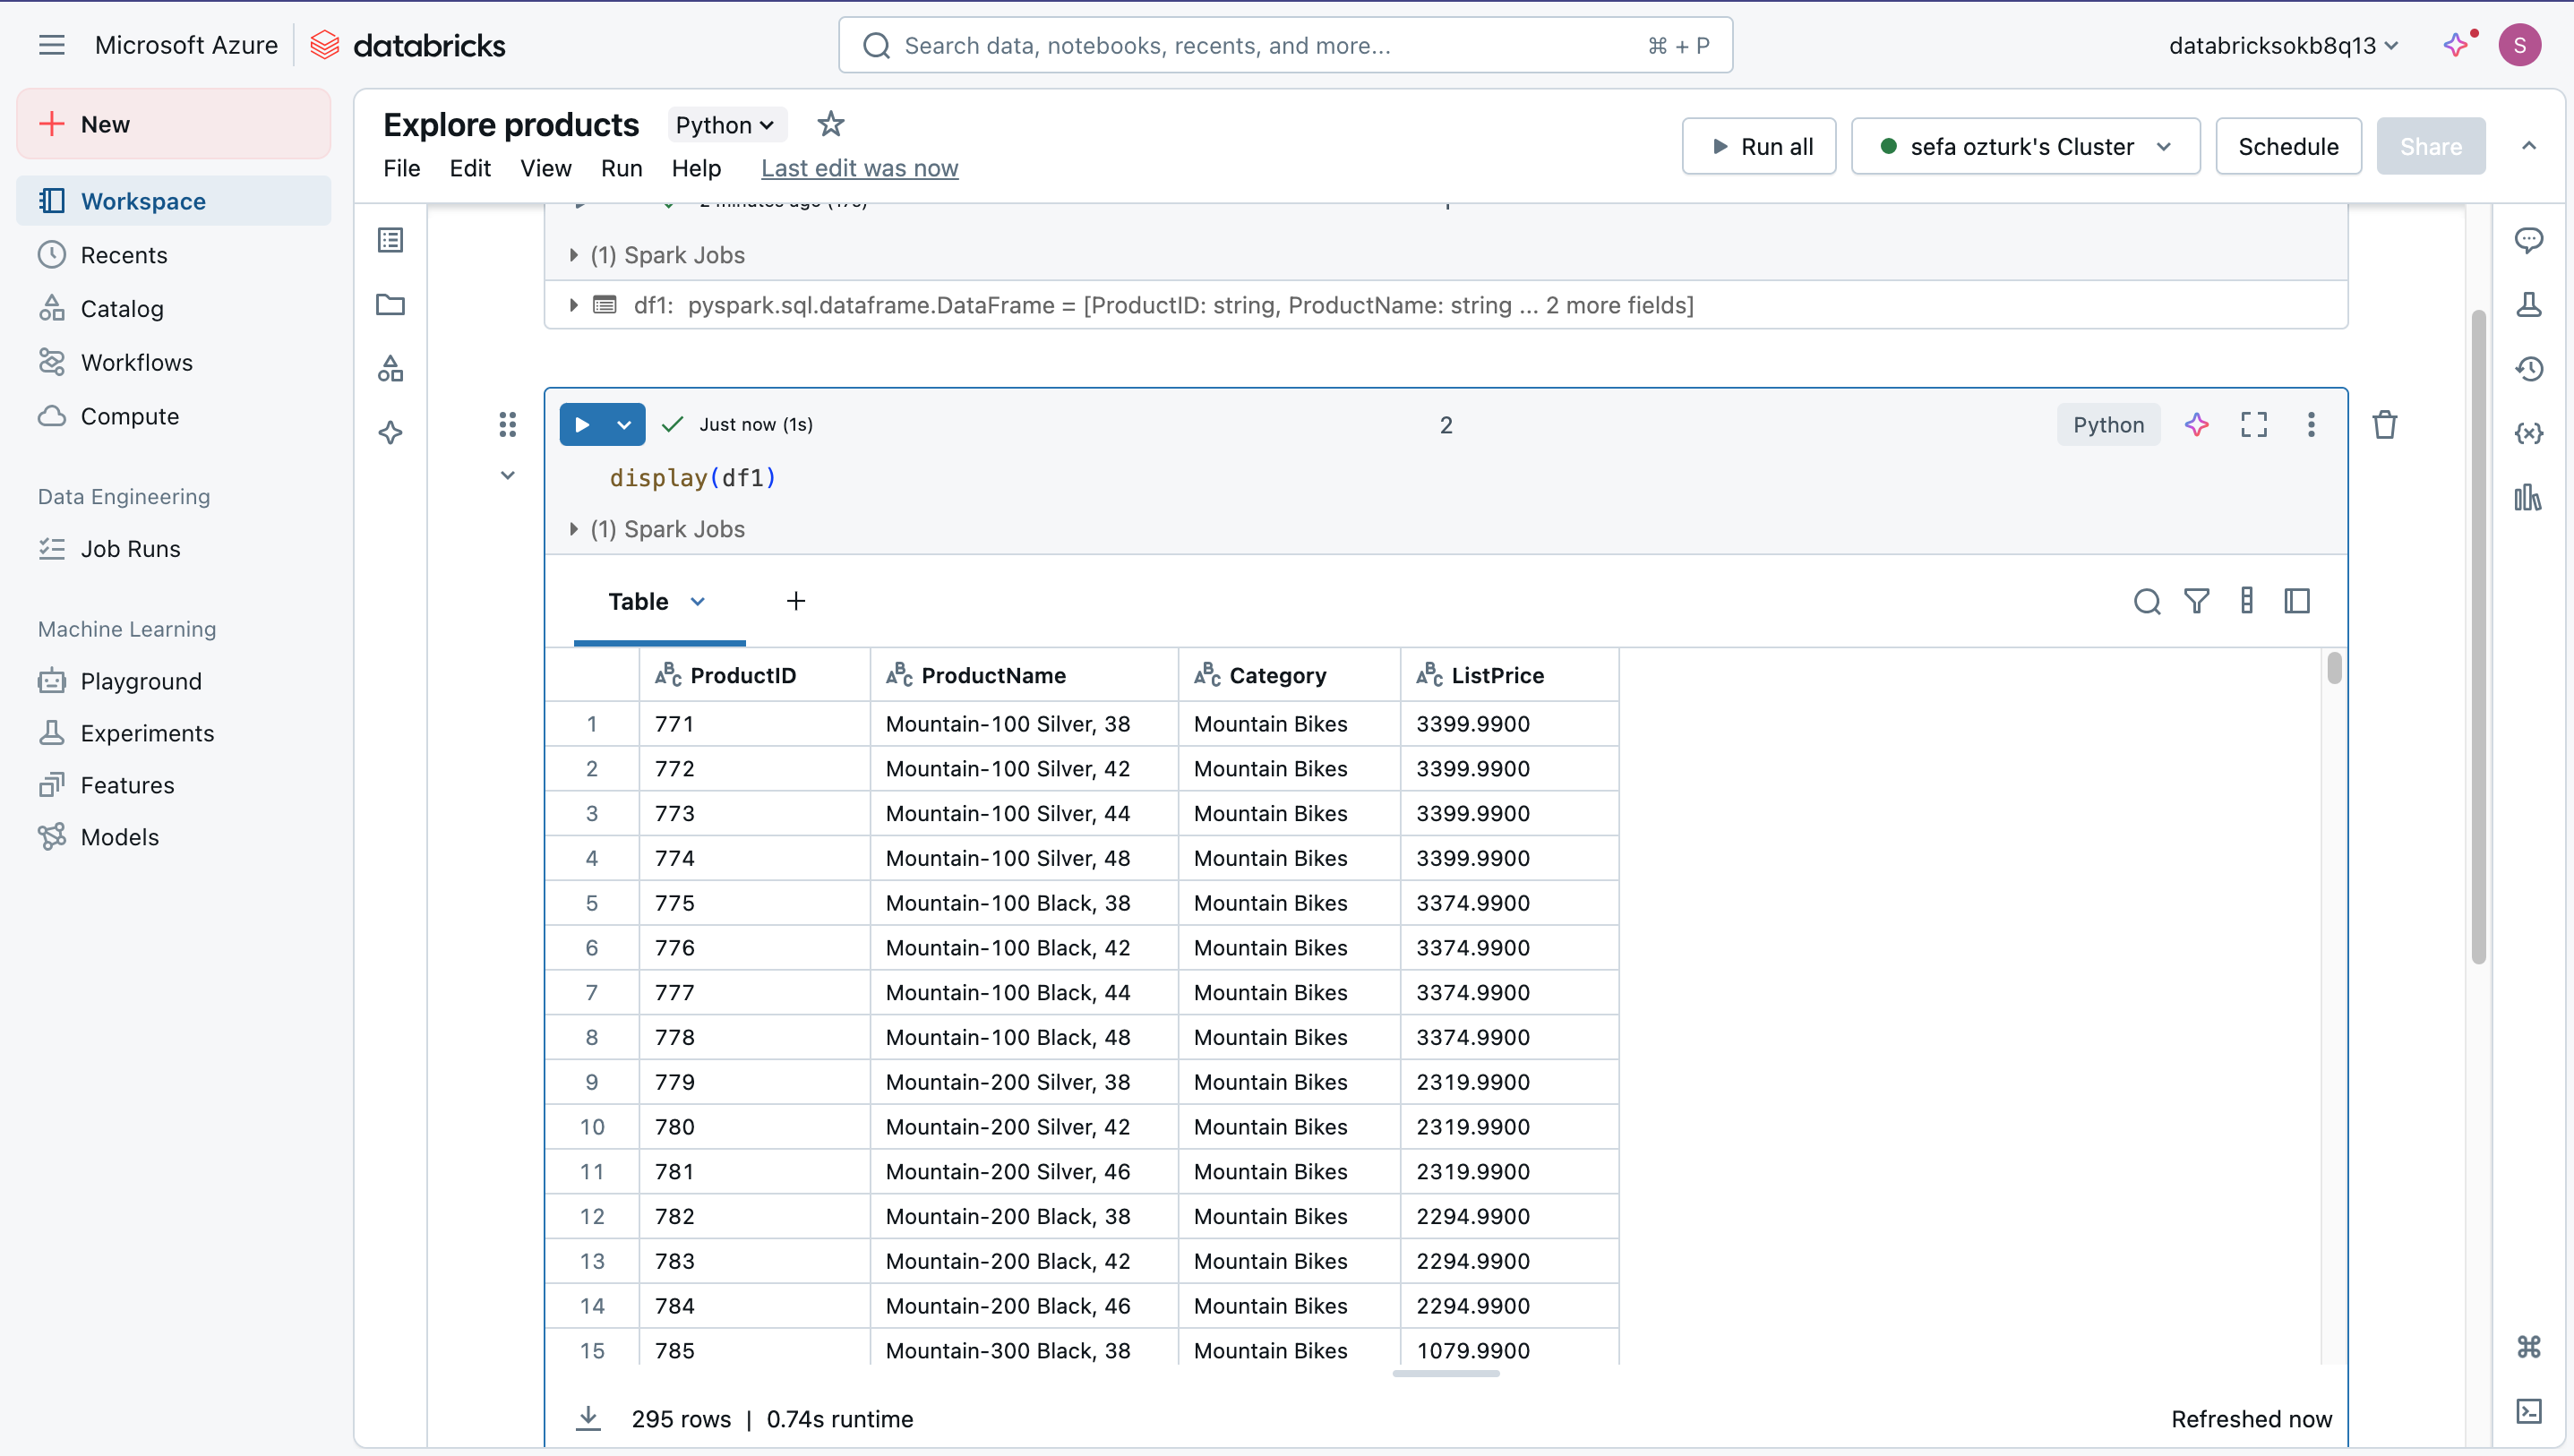 Microsoft Azure databricks Search data, notebooks, recents, and more... ⌘ + P databricksokb8q13 S
New
Workspace
Recents
Catalog
Workflows
Compute
Data Engineering
Job Runs
Machine Learning
Playground
Experiments
Features
Models
Explore products Python
File Edit View Run Help Last edit was now
Run all sefa ozturk's Cluster Schedule Share
(1) Spark Jobs
df1: pyspark.sql.dataframe.DataFrame = [ProductID: string, ProductName: string ... 2 more fields]
Just now (1s) 2 Python
display(df1)
(1) Spark Jobs
Table +
ProductID ProductName Category ListPrice
1 771 Mountain-100 Silver, 38 Mountain Bikes 3399.9900
2 772 Mountain-100 Silver, 42 Mountain Bikes 3399.9900
3 773 Mountain-100 Silver, 44 Mountain Bikes 3399.9900
4 774 Mountain-100 Silver, 48 Mountain Bikes 3399.9900
5 775 Mountain-100 Black, 38 Mountain Bikes 3374.9900
6 776 Mountain-100 Black, 42 Mountain Bikes 3374.9900
7 777 Mountain-100 Black, 44 Mountain Bikes 3374.9900
8 778 Mountain-100 Black, 48 Mountain Bikes 3374.9900
9 779 Mountain-200 Silver, 38 Mountain Bikes 2319.9900
10 780 Mountain-200 Silver, 42 Mountain Bikes 2319.9900
11 781 Mountain-200 Silver, 46 Mountain Bikes 2319.9900
12 782 Mountain-200 Black, 38 Mountain Bikes 2294.9900
13 783 Mountain-200 Black, 42 Mountain Bikes 2294.9900
14 784 Mountain-200 Black, 46 Mountain Bikes 2294.9900
15 785 Mountain-300 Black, 38 Mountain Bikes 1079.9900
295 rows | 0.74s runtime Refreshed now